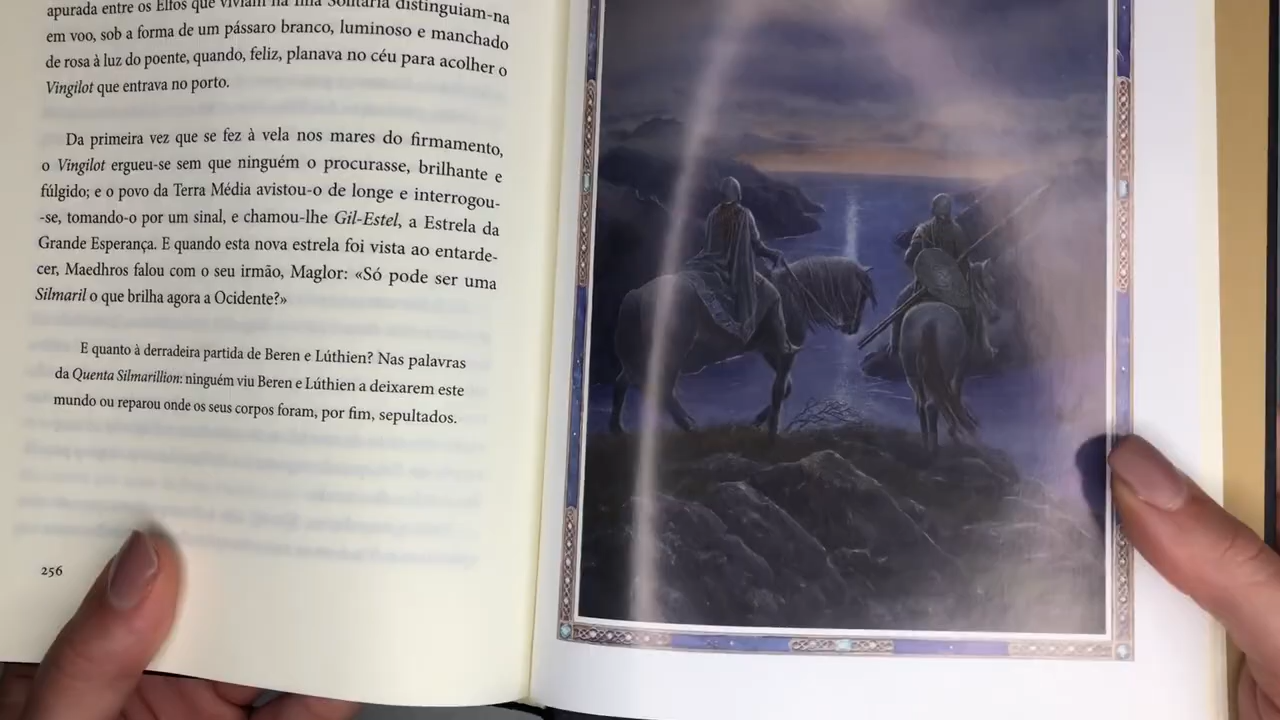 apurada entre os Elfos que viviam na Ilha Solitária distinguiam-na
em voo, sob a forma de um pássaro branco, luminoso e manchado
de rosa à luz do poente, quando, feliz, planava no céu para acolher o
Vingilot que entrava no porto.
Da primeira vez que se fez à vela nos mares do firmamento,
o Vingilot ergueu-se sem que ninguém o procurasse, brilhante e
fúlgido; e o povo da Terra Média avistou-o de longe e interrogou-
-se, tomando-o por um sinal, e chamou-lhe Gil-Estel, a Estrela da
Grande Esperança. E quando esta nova estrela foi vista ao entarde-
cer, Maedhros falou com o seu irmão, Maglor: «Só pode ser uma
Silmaril o que brilha agora a Ocidente?»
E quanto à derradeira partida de Beren e Lúthien? Nas palavras
da Quenta Silmarillion: ninguém viu Beren e Lúthien a deixarem este
mundo ou reparou onde os seus corpos foram, por fim, sepultados.
256